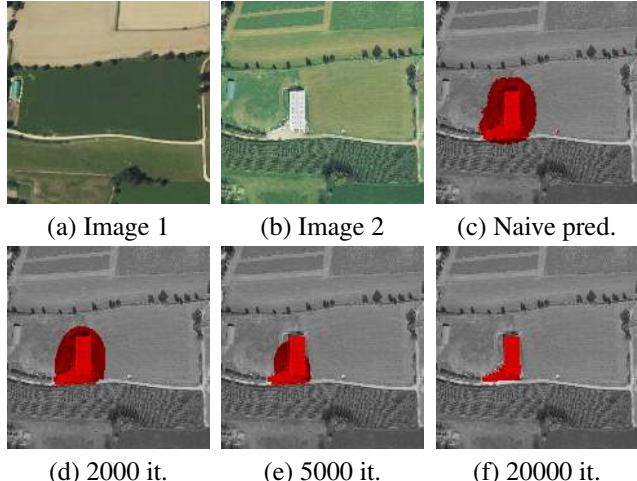 (a) Image 1
(b) Image 2
(c) Naive pred.
(d) 2000 it.
(e) 5000 it.
(f) 20000 it.